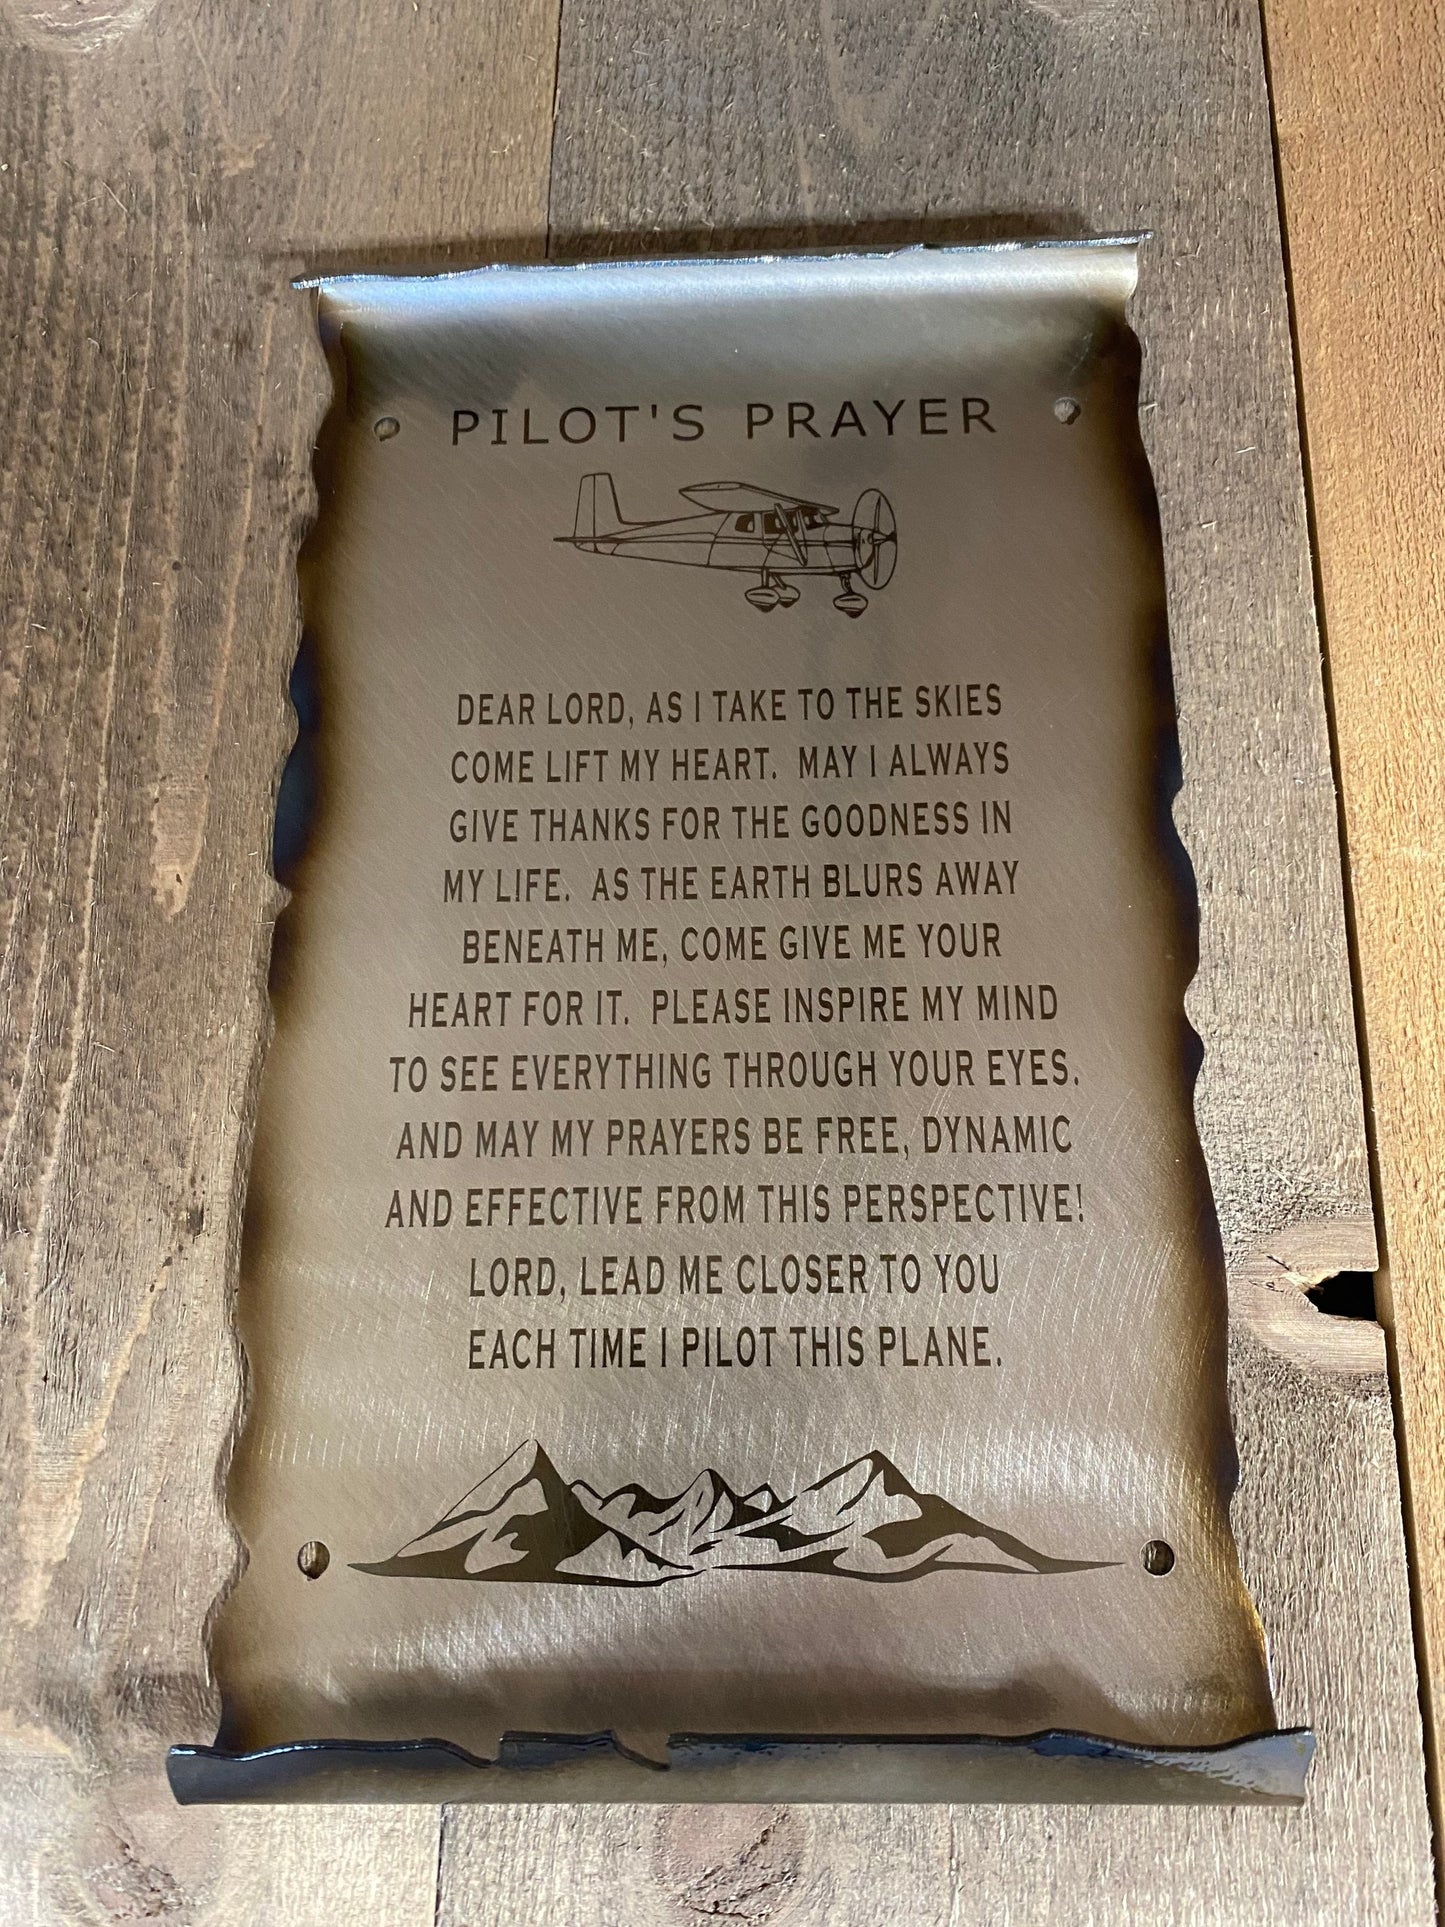 PILOT'S PRAYER
DEAR LORD, AS I TAKE TO THE SKIES
COME LIFT MY HEART. MAY I ALWAYS
GIVE THANKS FOR THE GOODNESS IN
MY LIFE. AS THE EARTH BLURS AWAY
BENEATH ME, COME GIVE ME YOUR
HEART FOR IT. PLEASE INSPIRE MY MIND
TO SEE EVERYTHING THROUGH YOUR EYES.
AND MAY MY PRAYERS BE FREE, DYNAMIC
AND EFFECTIVE FROM THIS PERSPECTIVE!
LORD, LEAD ME CLOSER TO YOU
EACH TIME I PILOT THIS PLANE.